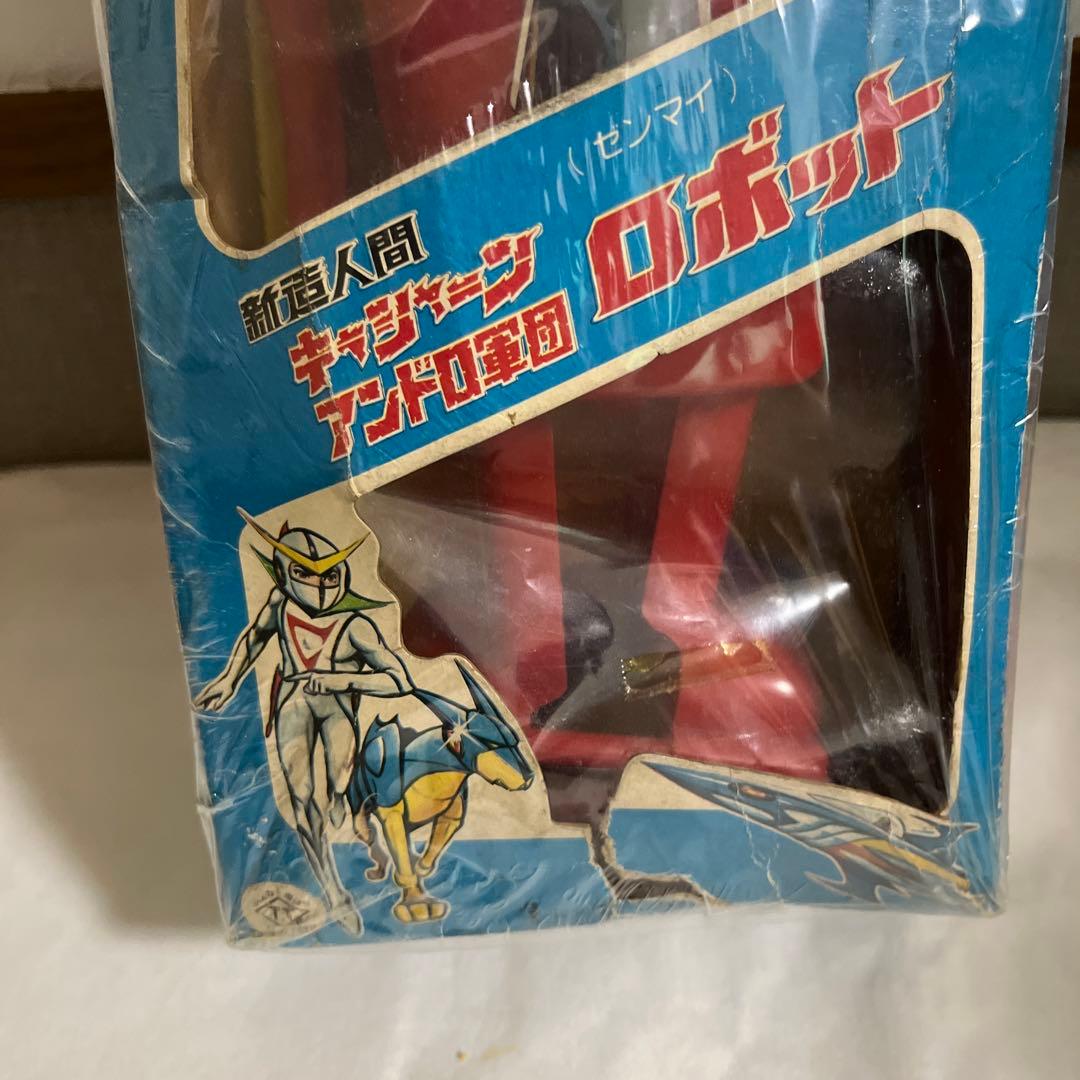 (ゼンマイ)
新造人間
キャシャーン
アンドロ軍団
ロボット